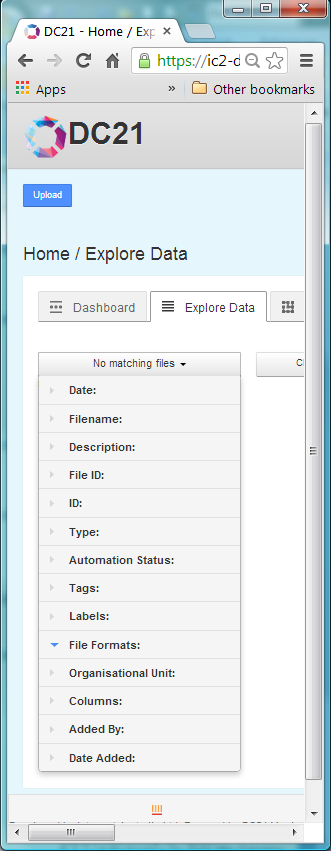 DC21 - Home / Exp
https://ic2-d
Apps
»
Other bookmarks
DC21
Upload
Home / Explore Data
Dashboard
Explore Data
No matching files
Cl
Date:
Filename:
Description:
File ID:
ID:
Type:
Automation Status:
Tags:
Labels:
File Formats:
Organisational Unit:
Columns:
Added By:
Date Added: